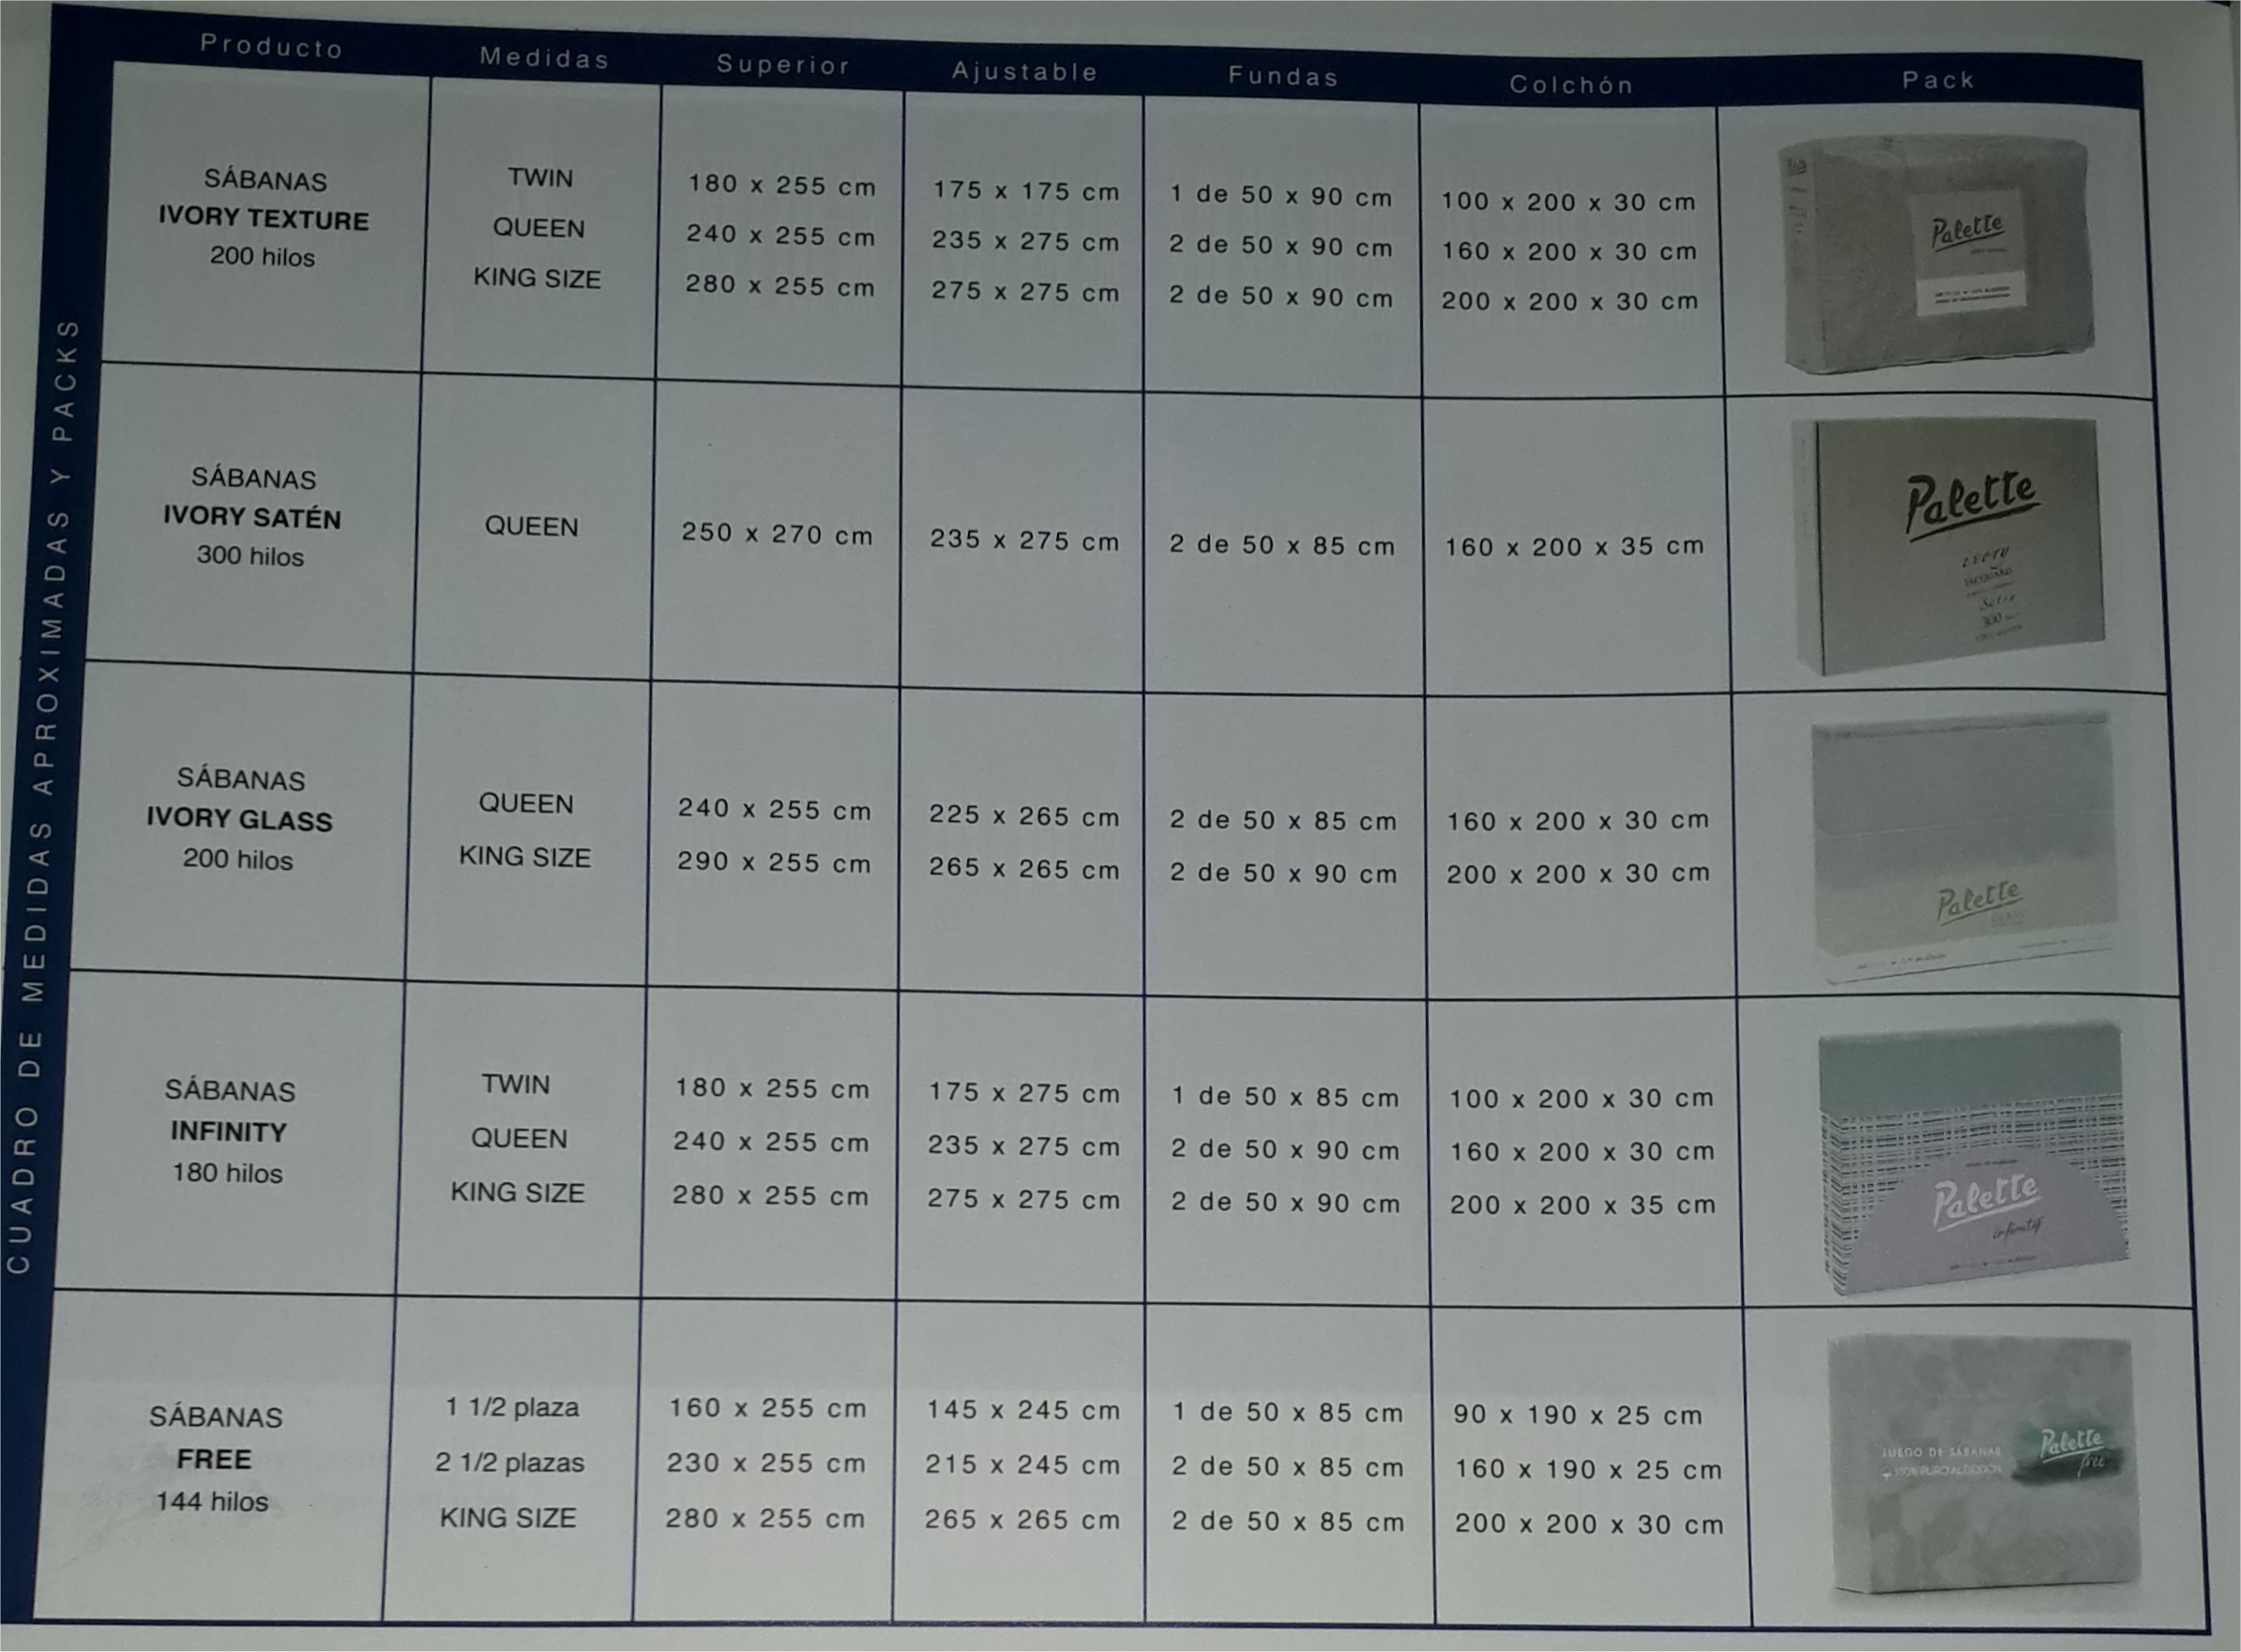 CUADRO DE MEDIDAS APROXIMADAS Y PACKS
Producto Medidas Superior Ajustable Fundas Colchón Pack
SÁBANAS
IVORY TEXTURE
200 hilos
TWIN 180 x 255 cm 175 x 175 cm 1 de 50 x 90 cm 100 x 200 x 30 cm
QUEEN 240 x 255 cm 235 x 275 cm 2 de 50 x 90 cm 160 x 200 x 30 cm
KING SIZE 280 x 255 cm 275 x 275 cm 2 de 50 x 90 cm 200 x 200 x 30 cm
Palette
SÁBANAS
IVORY SATÉN
300 hilos
QUEEN 250 x 270 cm 235 x 275 cm 2 de 50 x 85 cm 160 x 200 x 35 cm
Palette
ivory
JACQUARD
Satin
300
SÁBANAS
IVORY GLASS
200 hilos
QUEEN 240 x 255 cm 225 x 265 cm 2 de 50 x 85 cm 160 x 200 x 30 cm
KING SIZE 290 x 255 cm 265 x 265 cm 2 de 50 x 90 cm 200 x 200 x 30 cm
Palette
GLASS
SÁBANAS
INFINITY
180 hilos
TWIN 180 x 255 cm 175 x 275 cm 1 de 50 x 85 cm 100 x 200 x 30 cm
QUEEN 240 x 255 cm 235 x 275 cm 2 de 50 x 90 cm 160 x 200 x 30 cm
KING SIZE 280 x 255 cm 275 x 275 cm 2 de 50 x 90 cm 200 x 200 x 35 cm
Palette
infinity
SÁBANAS
FREE
144 hilos
1 1/2 plaza 160 x 255 cm 145 x 245 cm 1 de 50 x 85 cm 90 x 190 x 25 cm
2 1/2 plazas 230 x 255 cm 215 x 245 cm 2 de 50 x 85 cm 160 x 190 x 25 cm
KING SIZE 280 x 255 cm 265 x 265 cm 2 de 50 x 85 cm 200 x 200 x 30 cm
JUEGO DE SÁBANAS
100% PURO ALGODÓN
Palette
free